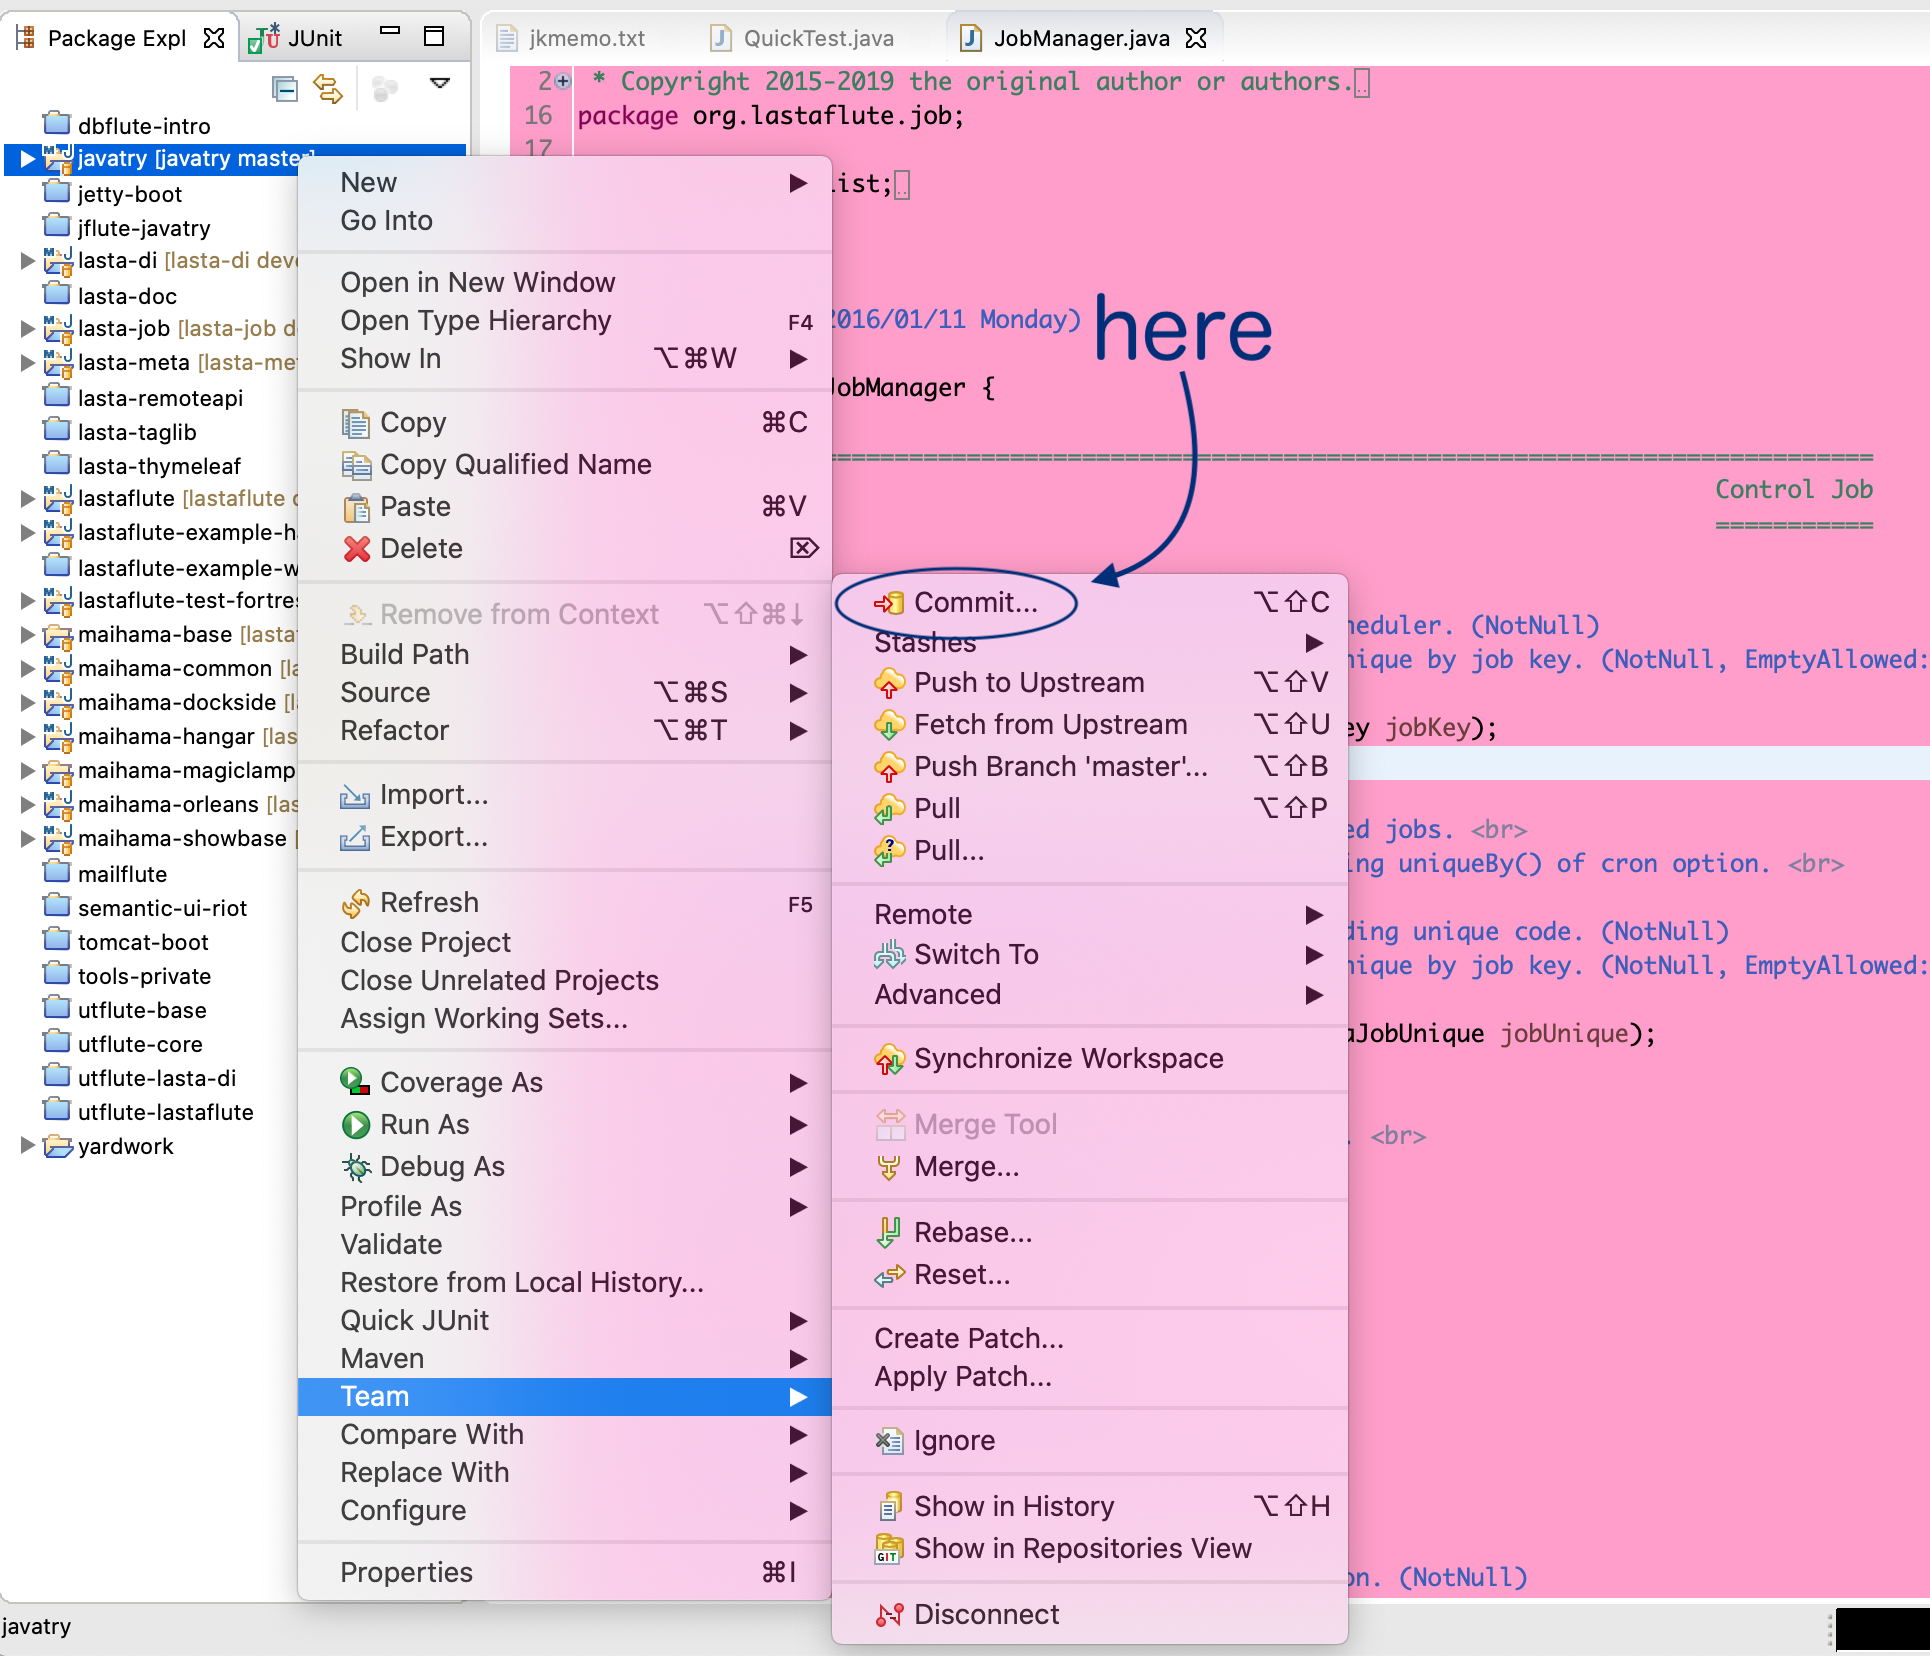 Package Expl
JUnit
jkmemo.txt
QuickTest.java
JobManager.java
dbflute-intro
javatry [javatry master]
jetty-boot
jflute-javatry
lasta-di [lasta-di deve
lasta-doc
lasta-job [lasta-job d
lasta-meta [lasta-me
lasta-remoteapi
lasta-taglib
lasta-thymeleaf
lastaflute [lastaflute
lastaflute-example-h
lastaflute-example-w
lastaflute-test-fortres
maihama-base [lasta
maihama-common [la
maihama-dockside [l
maihama-hangar [las
maihama-magiclamp
maihama-orleans [las
maihama-showbase [
mailflute
semantic-ui-riot
tomcat-boot
tools-private
utflute-base
utflute-core
utflute-lasta-di
utflute-lastaflute
yardwork
javatry
New
Go Into
Open in New Window
Open Type Hierarchy F4
Show In ⌥⌘W
Copy ⌘C
Copy Qualified Name
Paste ⌘V
Delete ⌦
Remove from Context ⌥⇧⌘↓
Build Path
Source ⌥⌘S
Refactor ⌥⌘T
Import...
Export...
Refresh F5
Close Project
Close Unrelated Projects
Assign Working Sets...
Coverage As
Run As
Debug As
Profile As
Validate
Restore from Local History...
Quick JUnit
Maven
Team
Compare With
Replace With
Configure
Properties ⌘I
Commit... ⌥⇧C
Stashes
Push to Upstream ⌥⇧V
Fetch from Upstream ⌥⇧U
Push Branch 'master'... ⌥⇧B
Pull ⌥⇧P
Pull...
Remote
Switch To
Advanced
Synchronize Workspace
Merge Tool
Merge...
Rebase...
Reset...
Create Patch...
Apply Patch...
Ignore
Show in History ⌥⇧H
GIT Show in Repositories View
Disconnect
2 * Copyright 2015-2019 the original author or authors.
16 package org.lastaflute.job;
17
ist;
2016/01/11 Monday)
here
JobManager {
===========
Control Job
===========
heduler. (NotNull)
nique by job key. (NotNull, EmptyAllowed:
ey jobKey);
ed jobs. <br>
ing uniqueBy() of cron option. <br>
ding unique code. (NotNull)
nique by job key. (NotNull, EmptyAllowed:
aJobUnique jobUnique);
. <br>
on. (NotNull)